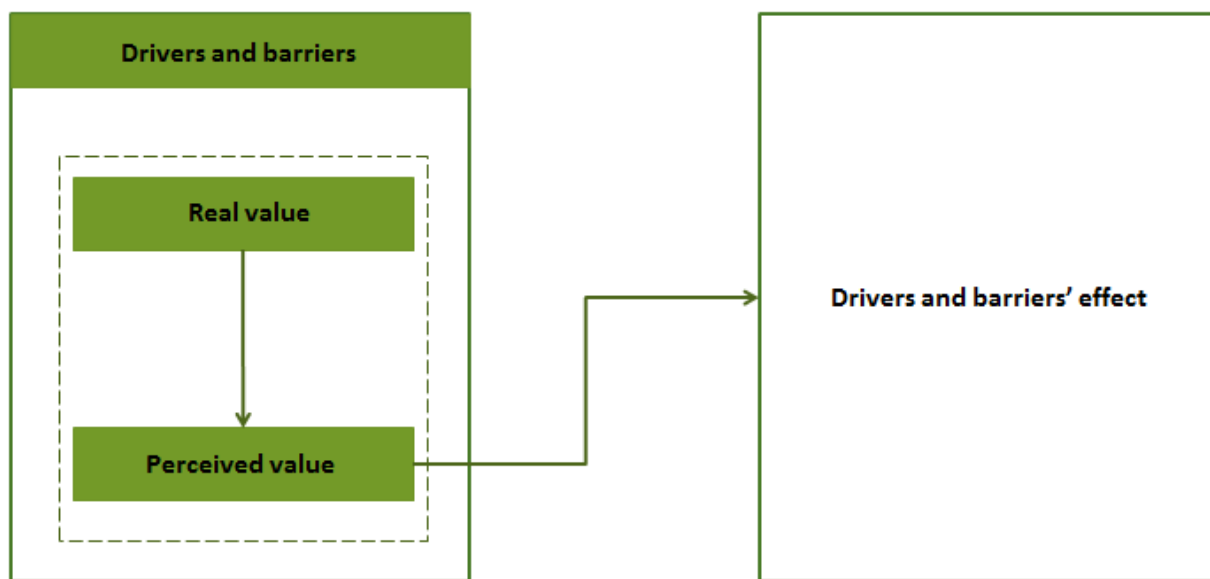 Drivers and barriers
Real value
Perceived value
Drivers and barriers’ effect